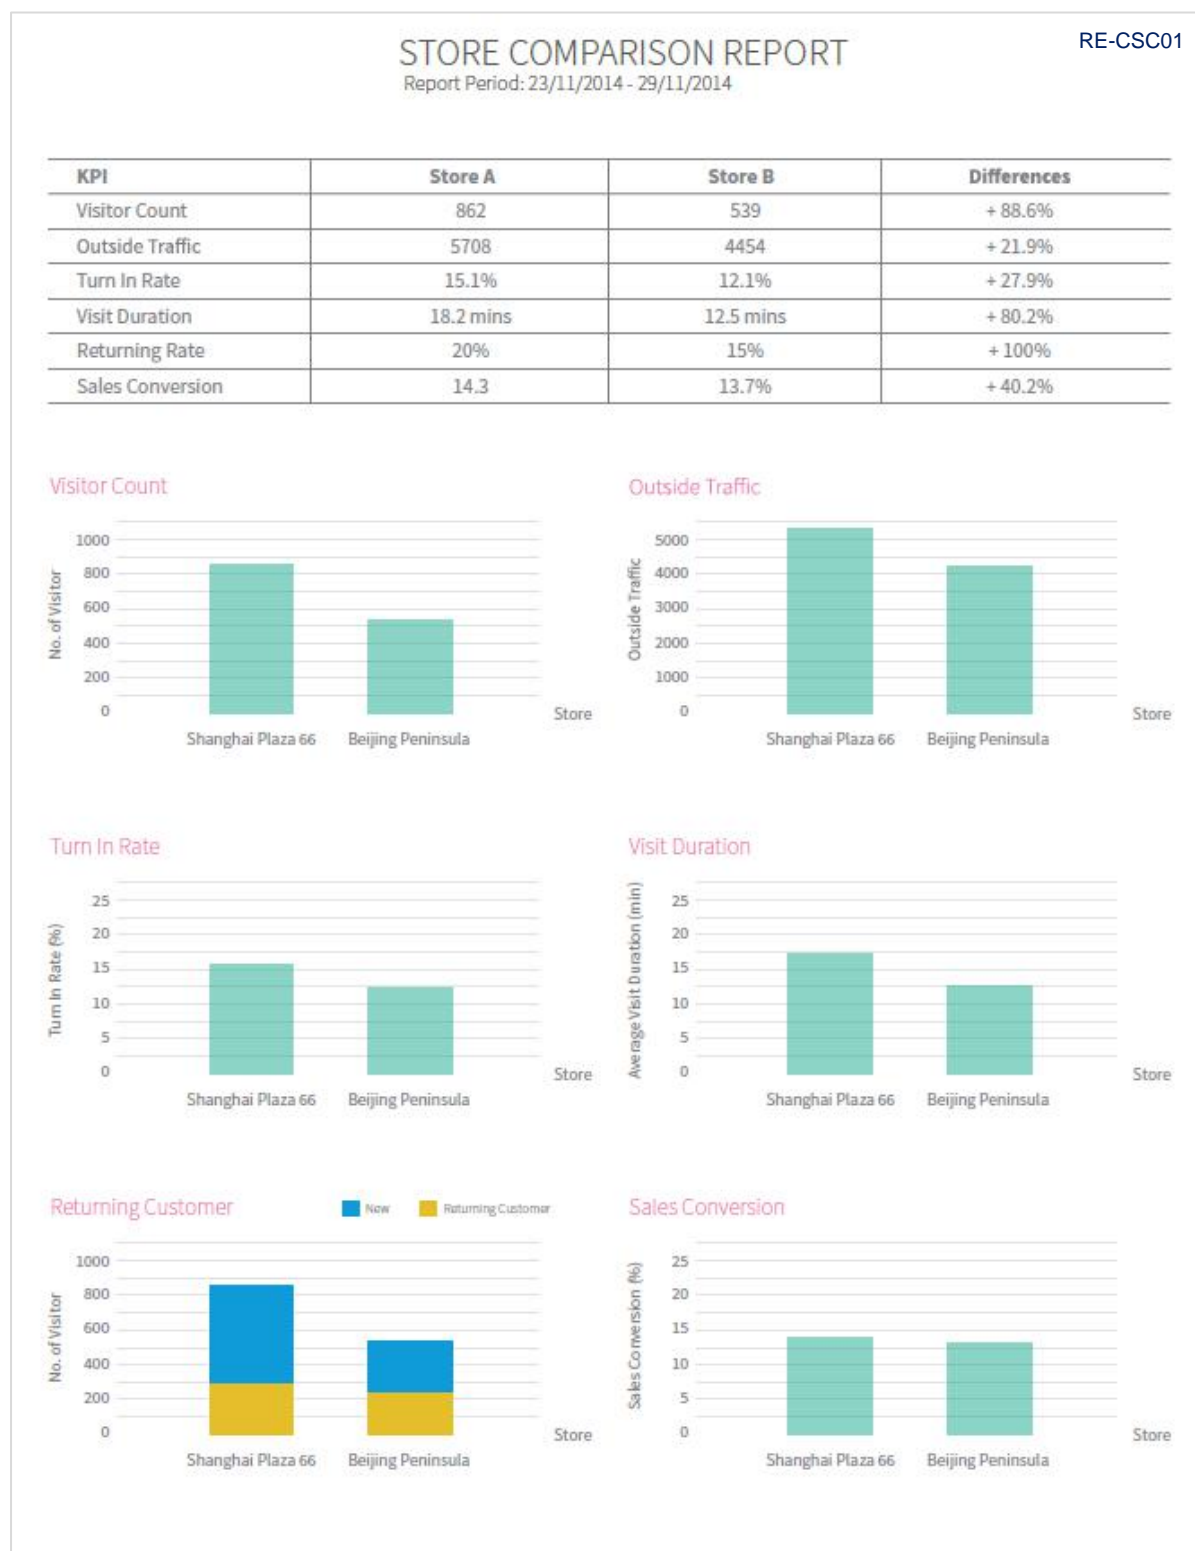 RE-CSC01
STORE COMPARISON REPORT
Report Period: 23/11/2014 - 29/11/2014
KPI Store A Store B Differences
Visitor Count 862 539 + 88.6%
Outside Traffic 5708 4454 + 21.9%
Turn In Rate 15.1% 12.1% + 27.9%
Visit Duration 18.2 mins 12.5 mins + 80.2%
Returning Rate 20% 15% + 100%
Sales Conversion 14.3 13.7% + 40.2%
Visitor Count
No. of Visitor
1000
800
600
400
200
0
Store
Shanghai Plaza 66 Beijing Peninsula
Outside Traffic
Outside Traffic
5000
4000
3000
2000
1000
0
Store
Shanghai Plaza 66 Beijing Peninsula
Turn In Rate
Turn In Rate (%)
25
20
15
10
5
0
Store
Shanghai Plaza 66 Beijing Peninsula
Visit Duration
Average Visit Duration (min)
25
20
15
10
5
0
Store
Shanghai Plaza 66 Beijing Peninsula
Returning Customer
New Returning Customer
No. of Visitor
1000
800
600
400
200
0
Store
Shanghai Plaza 66 Beijing Peninsula
Sales Conversion
Sales Conversion (%)
25
20
15
10
5
0
Store
Shanghai Plaza 66 Beijing Peninsula